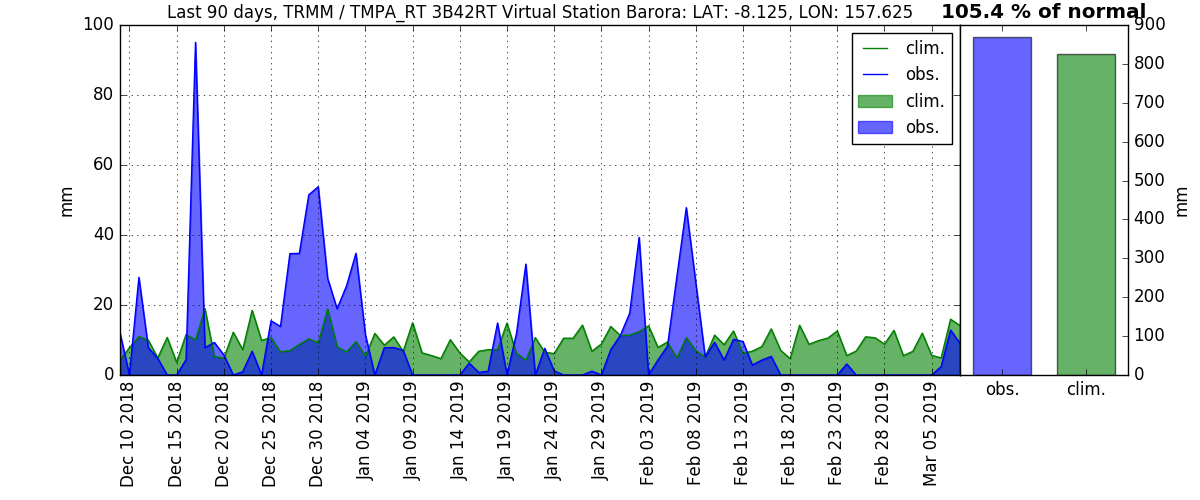 Last 90 days, TRMM / TMPA_RT 3B42RT Virtual Station Barora: LAT: -8.125, LON: 157.625
105.4 % of normal
100
80
60
40
20
0
mm
clim.
obs.
clim.
obs.
Dec 10 2018
Dec 15 2018
Dec 20 2018
Dec 25 2018
Dec 30 2018
Jan 04 2019
Jan 09 2019
Jan 14 2019
Jan 19 2019
Jan 24 2019
Jan 29 2019
Feb 03 2019
Feb 08 2019
Feb 13 2019
Feb 18 2019
Feb 23 2019
Feb 28 2019
Mar 05 2019
900
800
700
600
500
400
300
200
100
0
mm
obs.
clim.